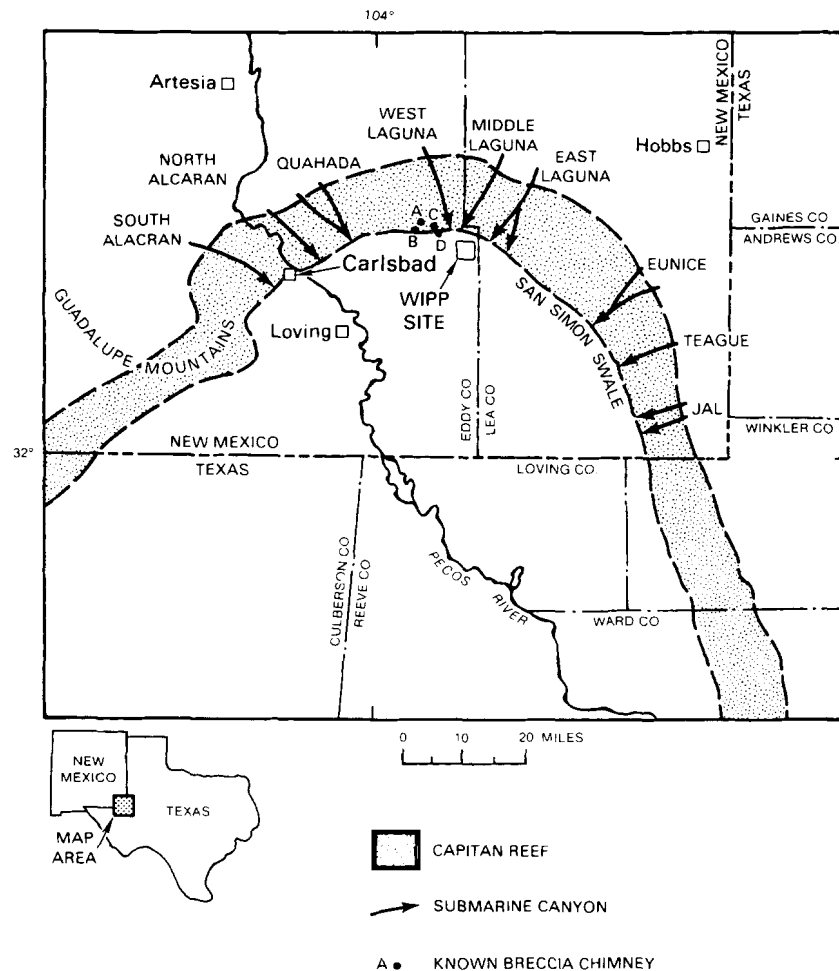 104°
Artesia
NEW MEXICO
TEXAS
WEST
LAGUNA
MIDDLE
LAGUNA
Hobbs
NORTH
ALCARAN
QUAHADA
EAST
LAGUNA
SOUTH
ALACRAN
A
C
B
D
GAINES CO
ANDREWS CO
Carlsbad
WIPP
SITE
EUNICE
GUADALUPE MOUNTAINS
Loving
SAN SIMON SWALE
TEAGUE
EDDY CO
LEA CO
JAL
WINKLER CO
32°
NEW MEXICO
TEXAS
LOVING CO
CULBERSON CO
REEVE CO
PECOS RIVER
WARD CO
0 10 20 MILES
NEW
MEXICO
TEXAS
MAP
AREA
CAPITAN REEF
SUBMARINE CANYON
A KNOWN BRECCIA CHIMNEY